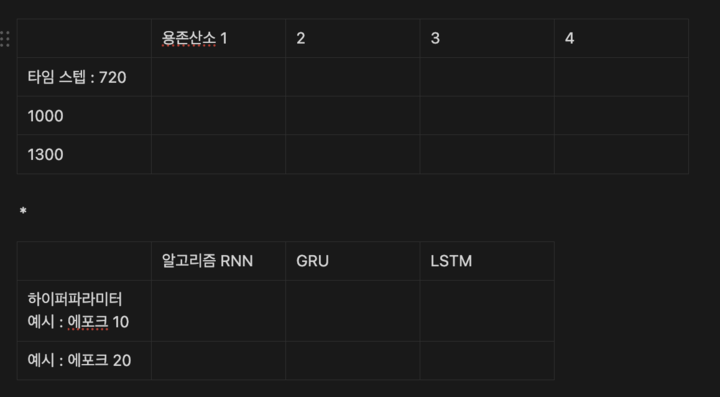 용존산소 1 2 3 4
타임 스텝 : 720
1000
1300
*
알고리즘 RNN GRU LSTM
하이퍼파라미터
예시 : 에포크 10
예시 : 에포크 20